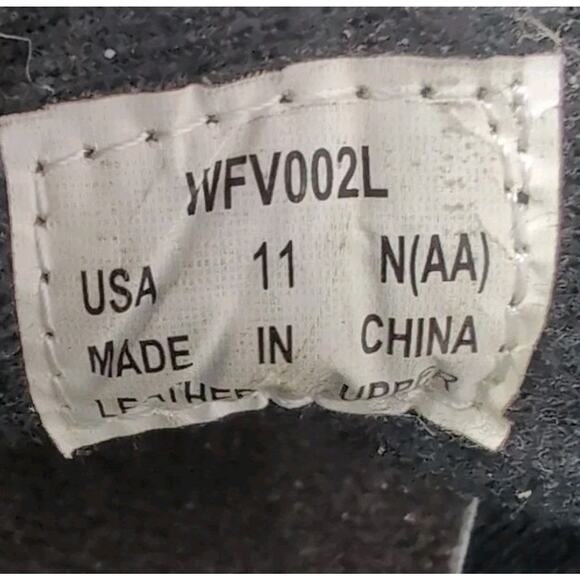 WFV002L
USA 11 N(AA)
MADE IN CHINA
LEATHER UPPER